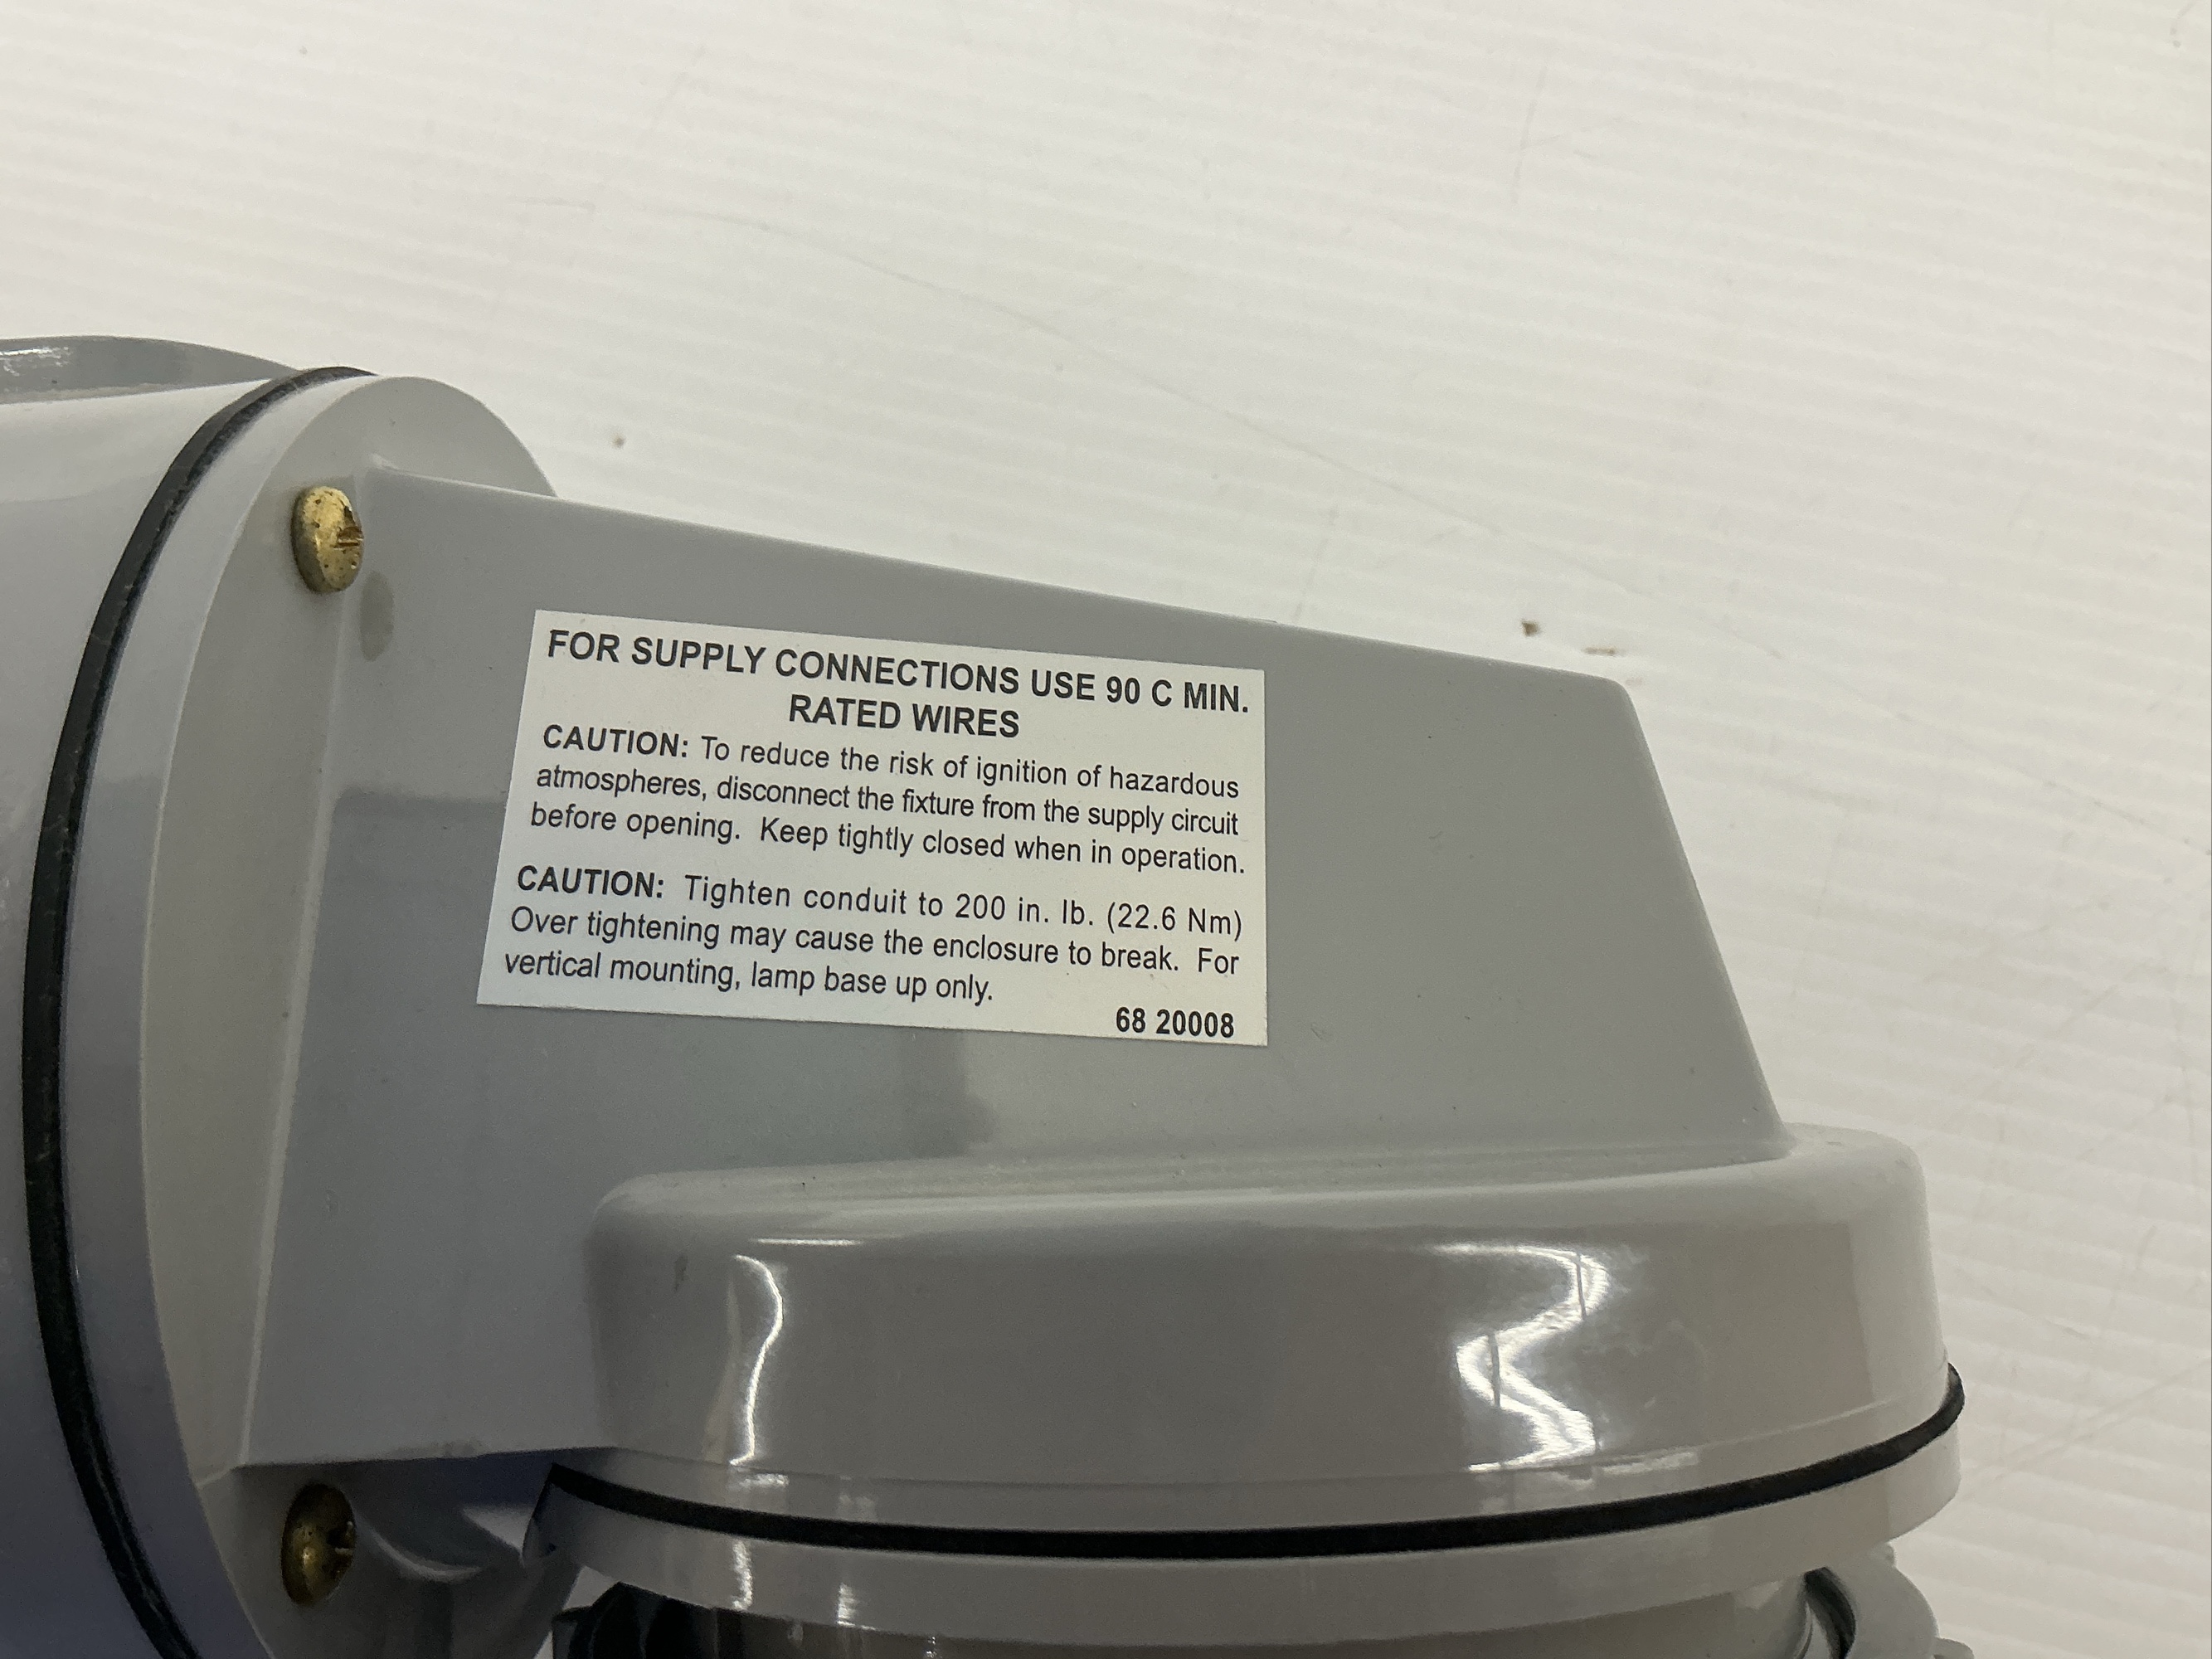 FOR SUPPLY CONNECTIONS USE 90 C MIN.
RATED WIRES
CAUTION: To reduce the risk of ignition of hazardous
atmospheres, disconnect the fixture from the supply circuit
before opening. Keep tightly closed when in operation.
CAUTION: Tighten conduit to 200 in. lb. (22.6 Nm)
Over tightening may cause the enclosure to break. For
vertical mounting, lamp base up only.
68 20008